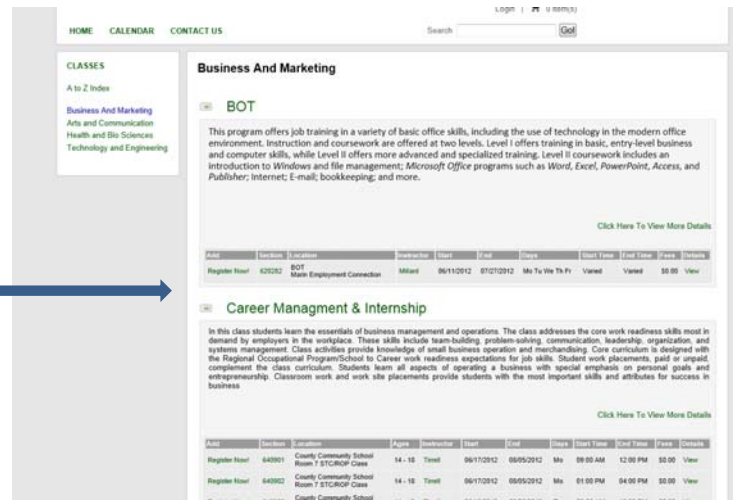 Login | 0 item(s)
HOME CALENDAR CONTACT US Search Go!
CLASSES
A to Z Index
Business And Marketing
Arts and Communication
Health and Bio Sciences
Technology and Engineering
Business And Marketing
BOT
This program offers job training in a variety of basic office skills, including the use of technology in the modern office
environment. Instruction and coursework are offered at two levels. Level I offers training in basic, entry-level business
and computer skills, while Level II offers more advanced and specialized training. Level II coursework includes an
introduction to Windows and file management; Microsoft Office programs such as Word, Excel, PowerPoint, Access, and
Publisher; Internet; E-mail; bookkeeping; and more.
Click Here To View More Details
Add Section Location Instructor Start End Days Start Time End Time Fees Details
Register Now! 620282 BOT Millard 06/11/2012 07/27/2012 Mo Tu We Th Fr Varied Varied $0.00 View
Marin Employment Connection
Career Managment & Internship
In this class students learn the essentials of business management and operations. The class addresses the core work readiness skills most in
demand by employers in the workplace. These skills include team-building, problem-solving, communication, leadership, organization, and
systems management. Class activities provide knowledge of small business operation and merchandising. Core curriculum is designed with
the Regional Occupational Program/School to Career work readiness expectations for job skills. Student work placements, paid or unpaid,
complement the class curriculum. Students learn all aspects of operating a business with special emphasis on personal goals and
entrepreneurship. Classroom work and work site placements provide students with the most important skills and attributes for success in
business
Click Here To View More Details
Add Section Location Ages Instructor Start End Days Start Time End Time Fees Details
Register Now! 640901 County Community School 14 - 18 Tirrell 06/17/2012 08/05/2012 Mo 09:00 AM 12:00 PM $0.00 View
Room 7 STC/ROP Class
Register Now! 640902 County Community School 14 - 18 Tirrell 06/17/2012 08/05/2012 Mo 01:00 PM 04:00 PM $0.00 View
Room 7 STC/ROP Class
County Community School